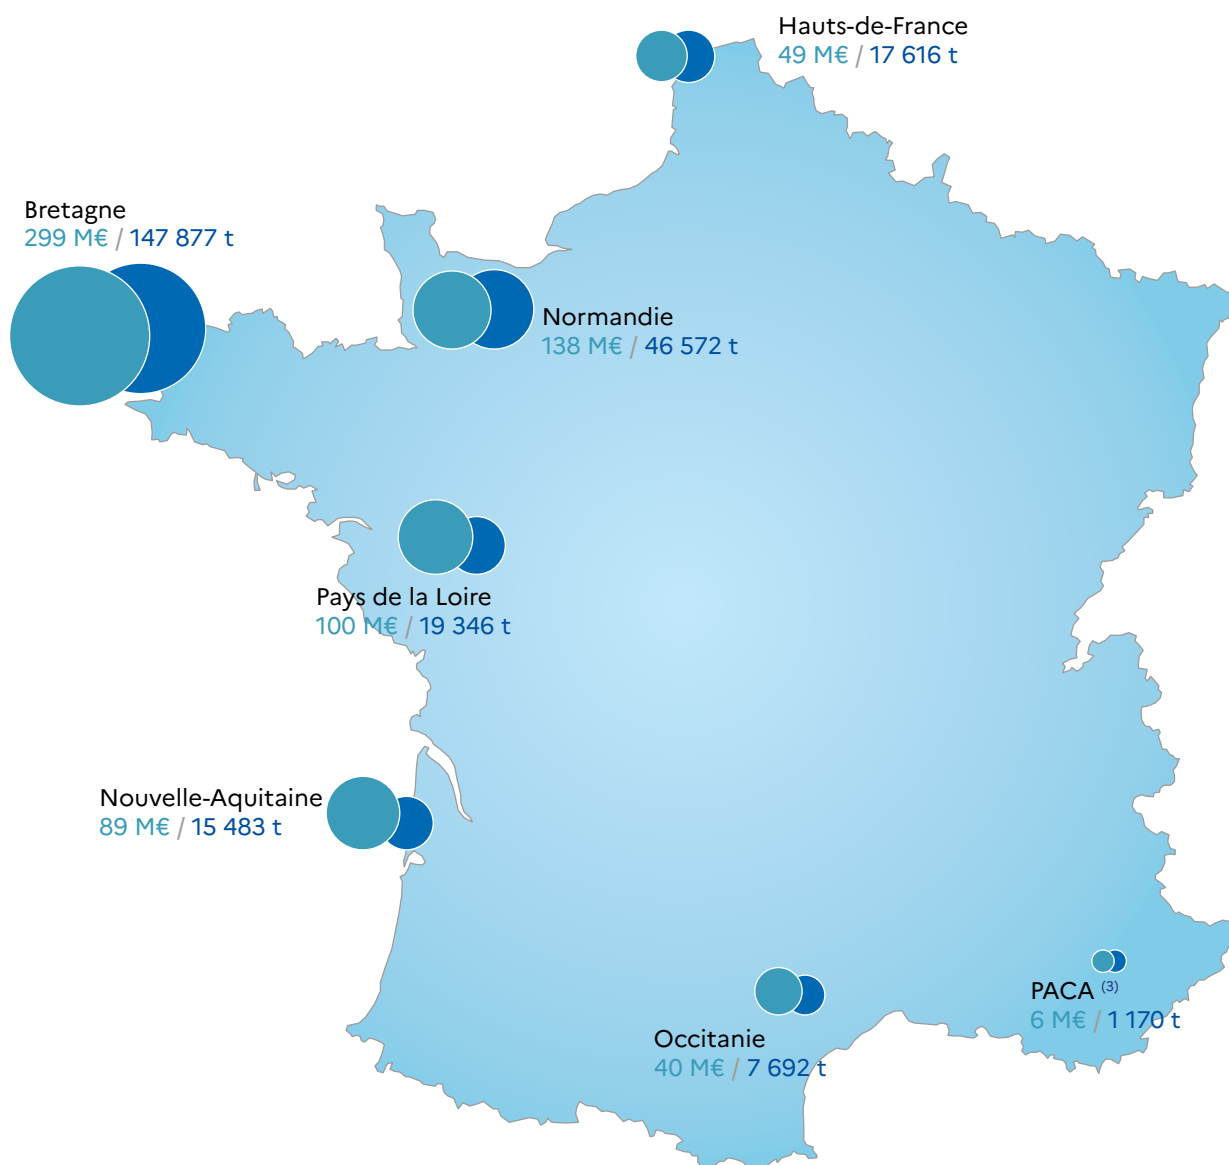 Hauts-de-France
49 M€ / 17 616 t
Bretagne
299 M€ / 147 877 t
Normandie
138 M€ / 46 572 t
Pays de la Loire
100 M€ / 19 346 t
Nouvelle-Aquitaine
89 M€ / 15 483 t
PACA (3)
6 M€ / 1 170 t
Occitanie
40 M€ / 7 692 t